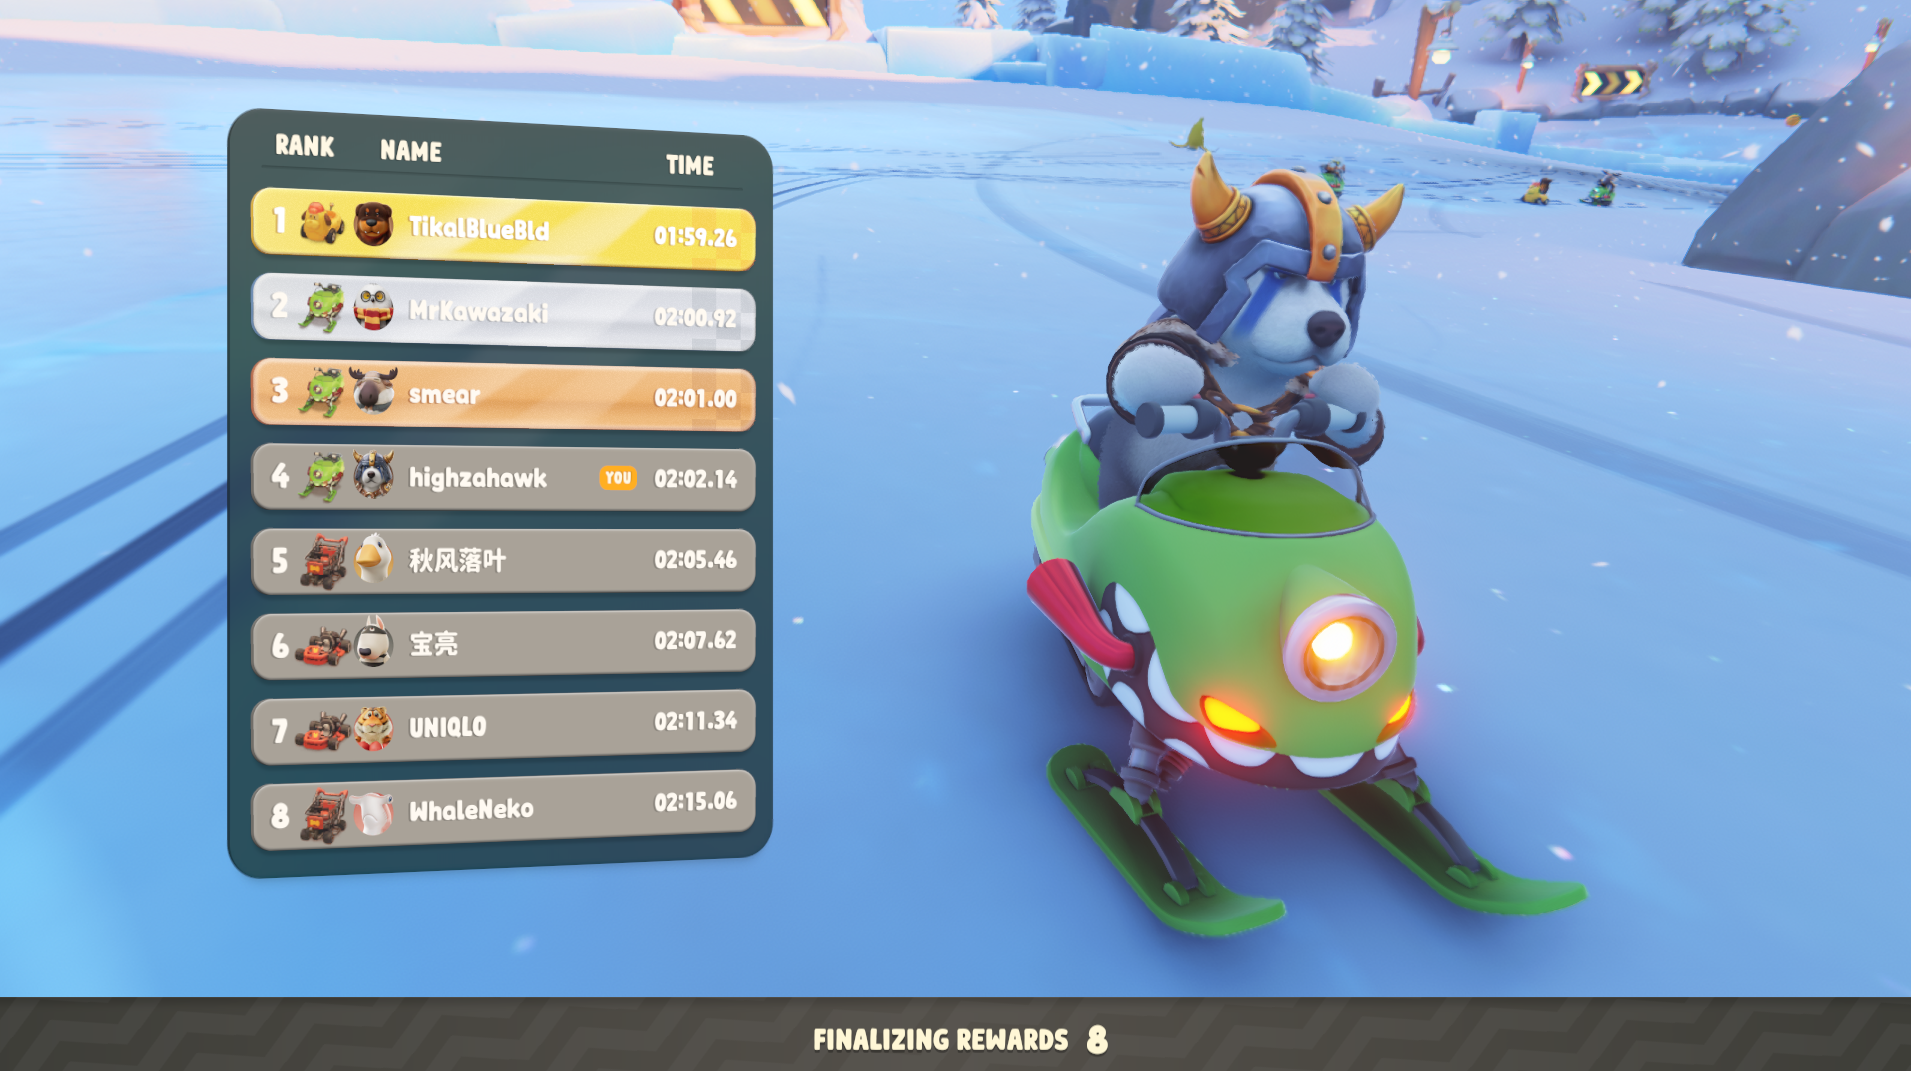 RANK NAME TIME
1 TikalBlueBld 01:59.26
2 MrKawazaki 02:00.92
3 smear 02:01.00
4 highzahawk YOU 02:02.14
5 秋风落叶 02:05.46
6 宝亮 02:07.62
7 UNIQLO 02:11.34
8 WhaleNeko 02:15.06
FINALIZING REWARDS 8